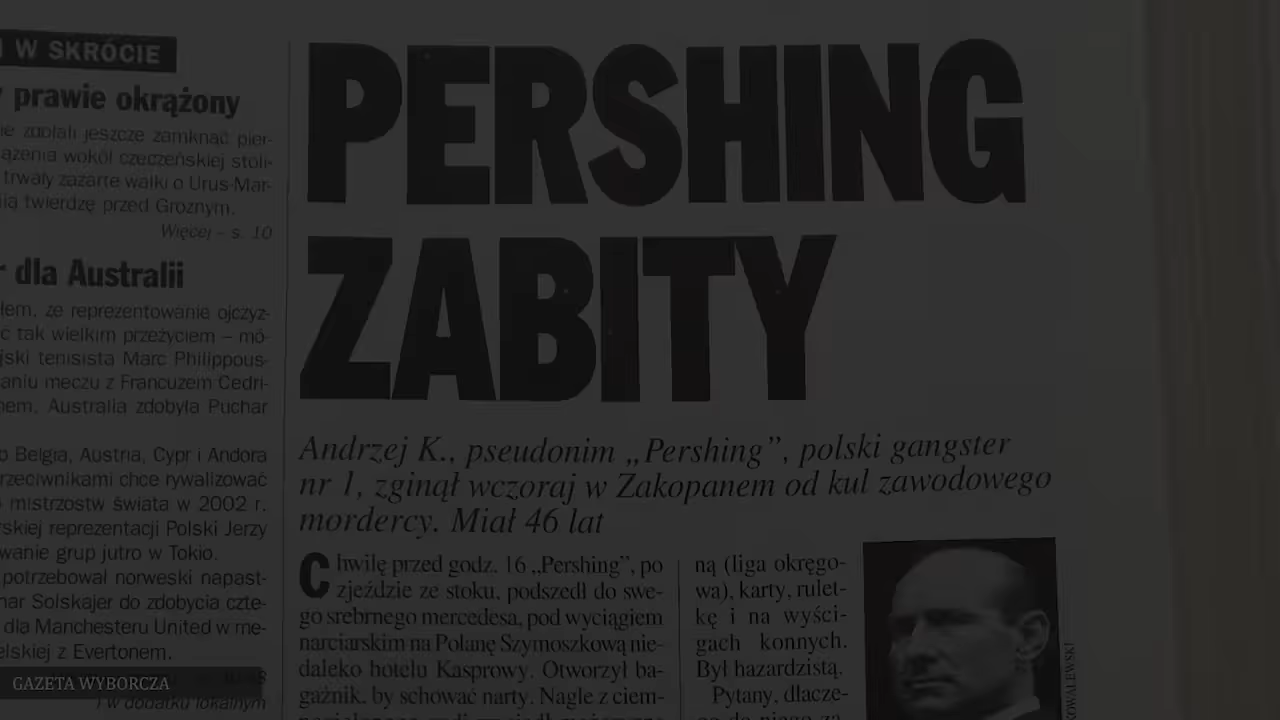 W SKRÓCIE
prawie okrążony
ie zdołali jeszcze zamknąć pier-
ążenia wokół czeczeńskiej stoli-
trwały zażarte walki o Urus-Mar-
twierdzę przed Groznym.
Więcej – s. 10
dla Australii
łem, że reprezentowanie ojczyz-
ć tak wielkim przeżyciem – mó-
jski tenisista Marc Philippous-
aniu meczu z Francuzem Cedri-
nem, Australia zdobyła Puchar
Belgia, Austria, Cypr i Andora
rzeciwnikami chce rywalizować
mistrzostw świata w 2002 r.
rskiej reprezentacji Polski Jerzy
wanie grup jutro w Tokio.
potrzebował norweski napast-
nar Solskajer do zdobycia czte-
dla Manchesteru United w me-
elskiej z Evertonem.
i w dodatku lokalnym
PERSHING
ZABITY
Andrzej K., pseudonim „Pershing”, polski gangster
nr 1, zginął wczoraj w Zakopanem od kul zawodowego
mordercy. Miał 46 lat
Chwilę przed godz. 16 „Pershing”, po
zjeździe ze stoku, podszedł do swe-
go srebrnego mercedesa, pod wyciągiem
narciarskim na Polanę Szymoszkową nie-
daleko hotelu Kasprowy. Otworzył ba-
gażnik, by schować narty. Nagle z ciem-
ną (liga okręgo-
wa), karty, rulet-
kę i na wyści-
gach konnych.
Był hazardzistą.
Pytany, dlacze-
KOWALEWSKI
GAZETA WYBORCZA